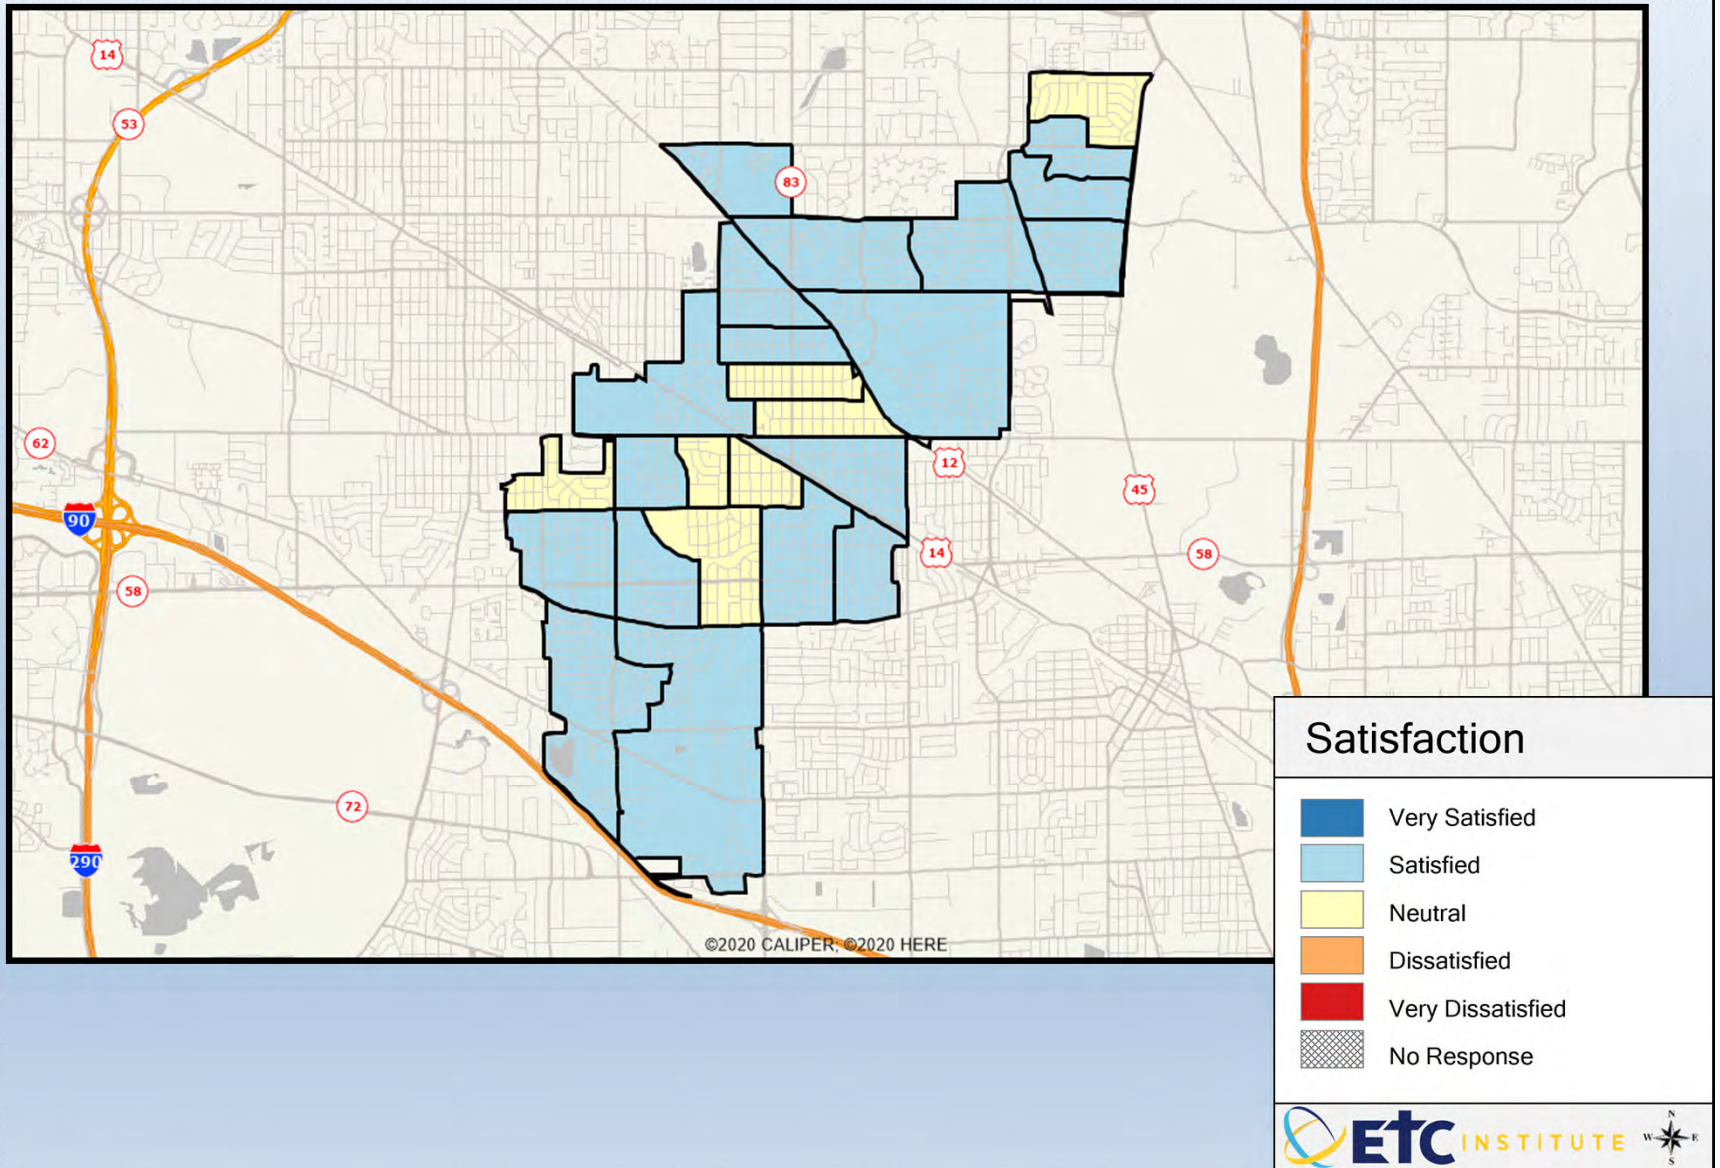 14
53
83
62
12
90
45
14
58
58
72
290
©2020 CALIPER; ©2020 HERE
Satisfaction
Very Satisfied
Satisfied
Neutral
Dissatisfied
Very Dissatisfied
No Response
ETC INSTITUTE
N
W E
S